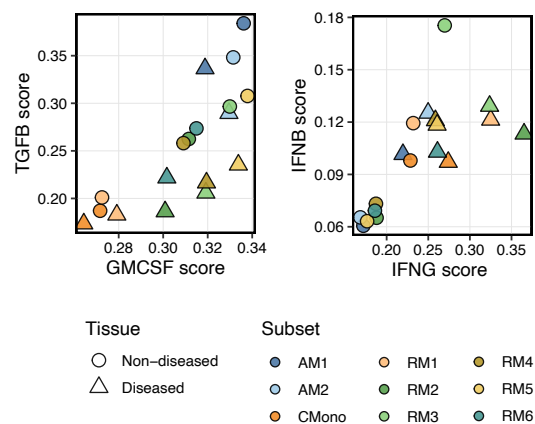 TGFB score
0.35
0.30
0.25
0.20
0.28 0.30 0.32 0.34
GMCSF score
IFNB score
0.18
0.15
0.12
0.09
0.06
0.20 0.25 0.30 0.35
IFNG score
Tissue
Non-diseased
Diseased
Subset
AM1 RM1 RM4
AM2 RM2 RM5
CMono RM3 RM6